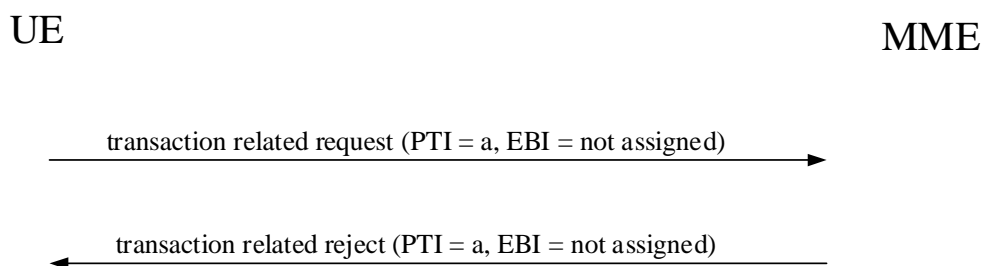 UE
MME
transaction related request (PTI = a, EBI = not assigned)
transaction related reject (PTI = a, EBI = not assigned)